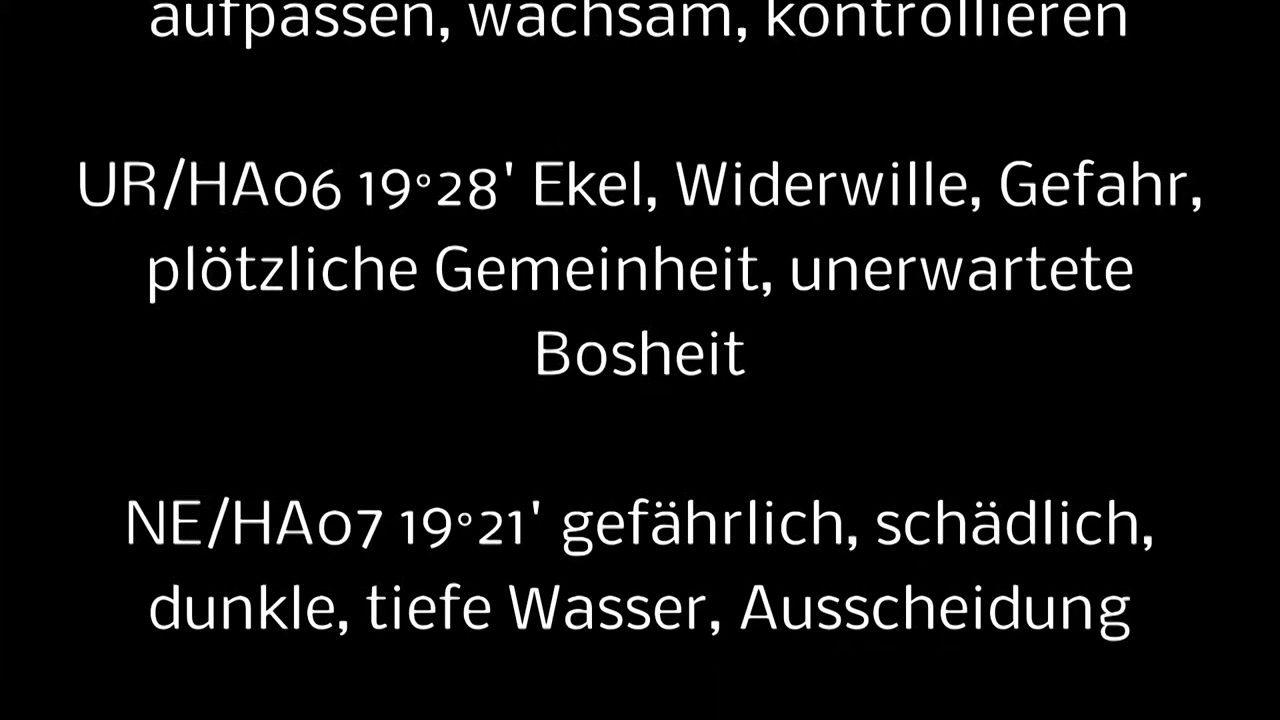 aufpassen, wachsam, kontrollieren
UR/HA06 19°28' Ekel, Widerwille, Gefahr,
plötzliche Gemeinheit, unerwartete
Bosheit
NE/HA07 19°21' gefährlich, schädlich,
dunkle, tiefe Wasser, Ausscheidung